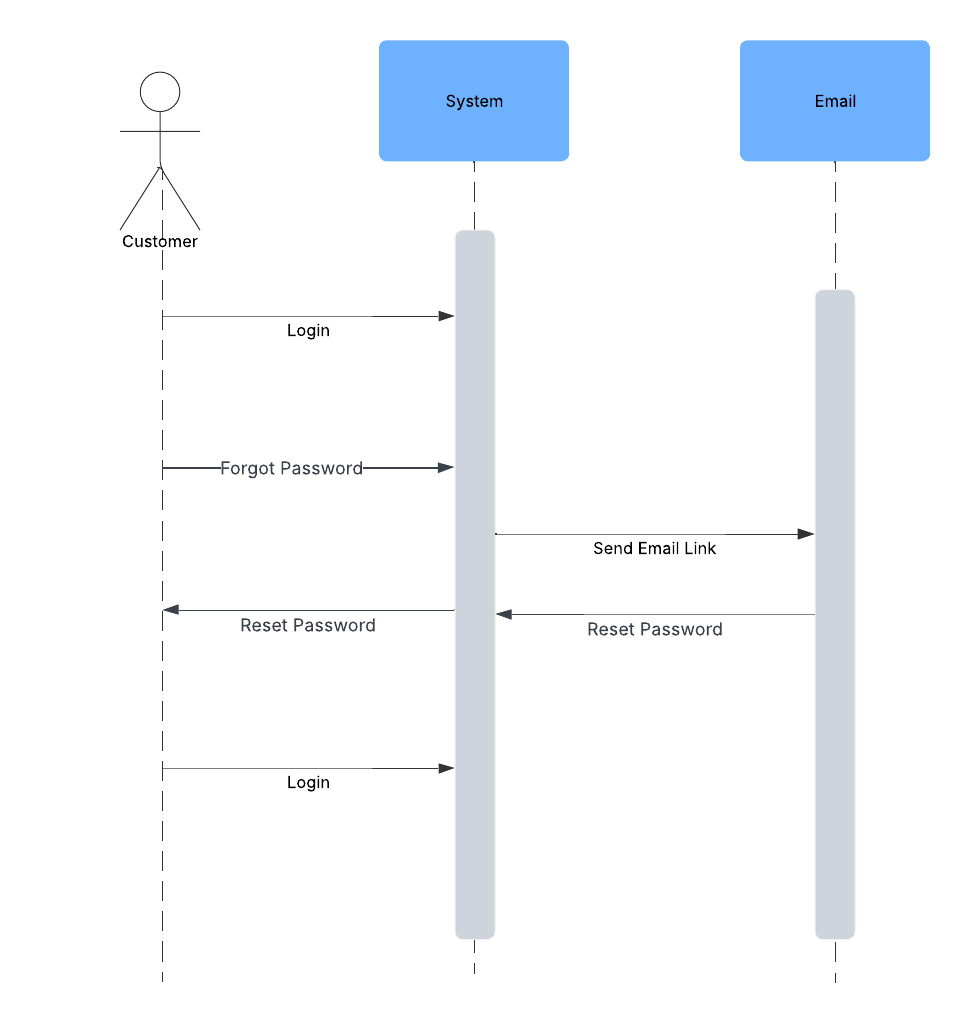 System
Email
Customer
Login
Forgot Password
Send Email Link
Reset Password
Reset Password
Login